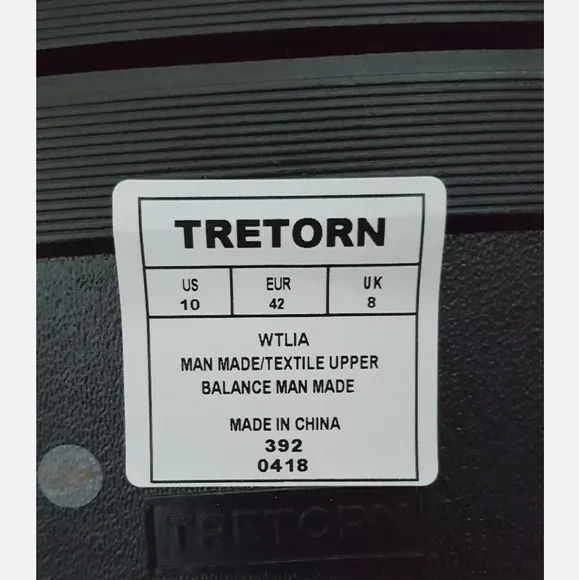 TRETORN
US EUR UK
10 42 8
WTLIA
MAN MADE/TEXTILE UPPER
BALANCE MAN MADE
MADE IN CHINA
392
0418
TRETORN